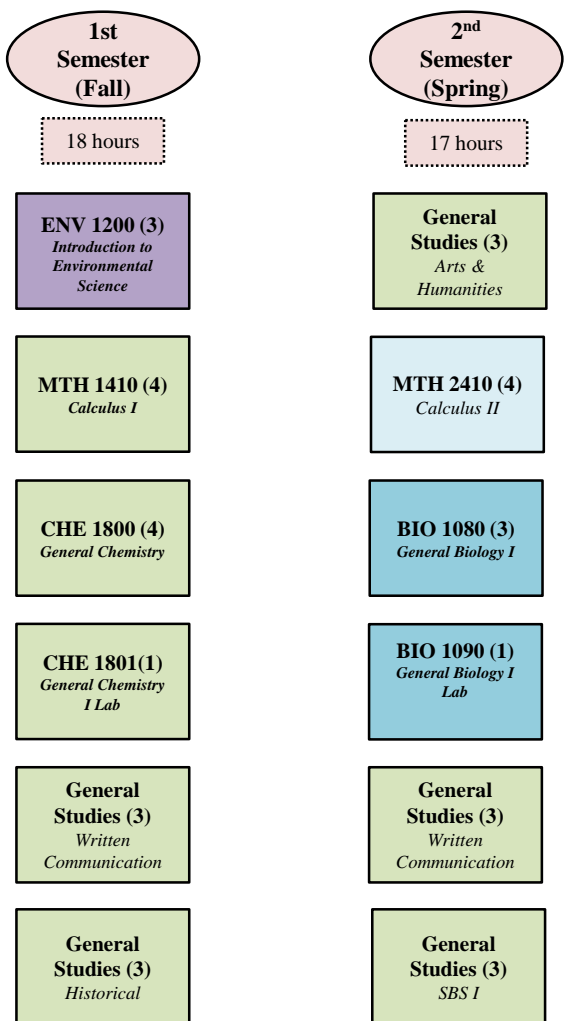 1st
Semester
(Fall)
18 hours
ENV 1200 (3)
Introduction to
Environmental
Science
MTH 1410 (4)
Calculus I
CHE 1800 (4)
General Chemistry
CHE 1801(1)
General Chemistry
I Lab
General
Studies (3)
Written
Communication
General
Studies (3)
Historical
2nd
Semester
(Spring)
17 hours
General
Studies (3)
Arts &
Humanities
MTH 2410 (4)
Calculus II
BIO 1080 (3)
General Biology I
BIO 1090 (1)
General Biology I
Lab
General
Studies (3)
Written
Communication
General
Studies (3)
SBS I